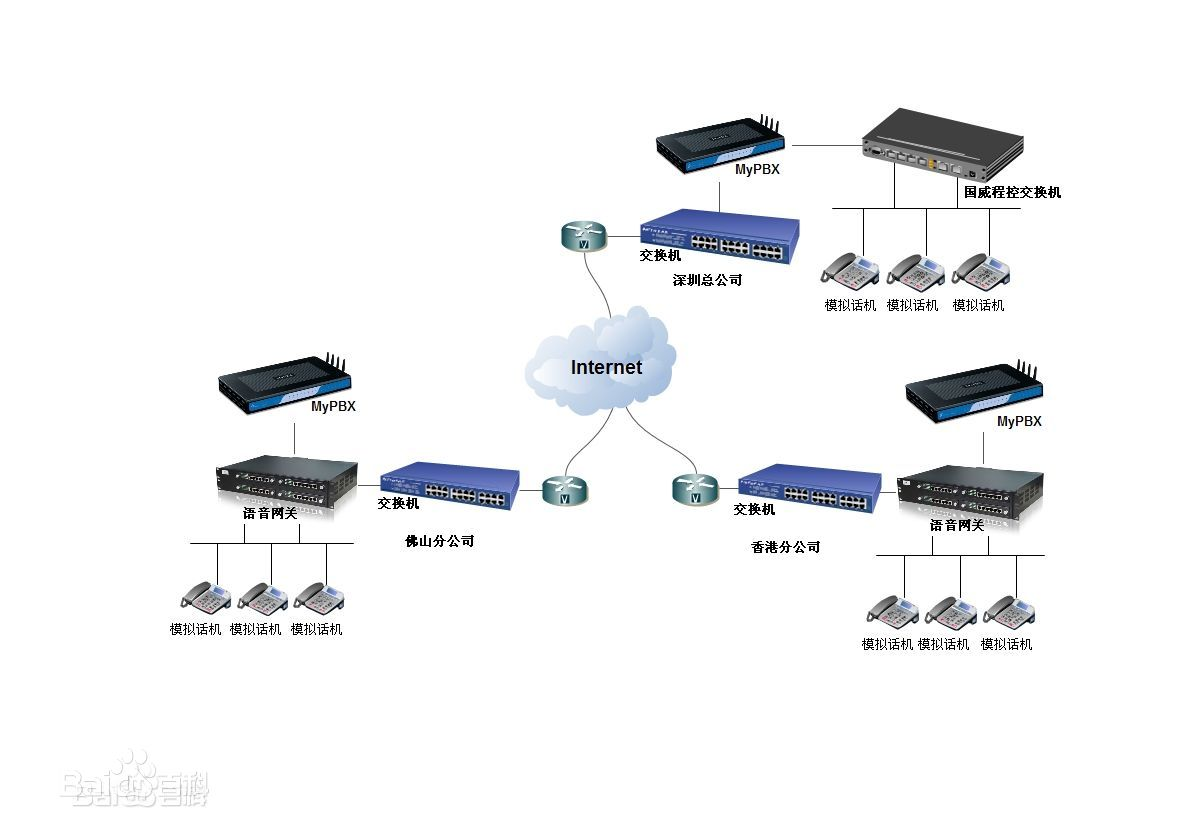 MyPBX
国威程控交换机
交换机
深圳总公司
模拟话机 模拟话机 模拟话机
Internet
MyPBX
MyPBX
语音网关
交换机
佛山分公司
交换机
语音网关
香港分公司
模拟话机 模拟话机 模拟话机
模拟话机 模拟话机 模拟话机
Baidu百科